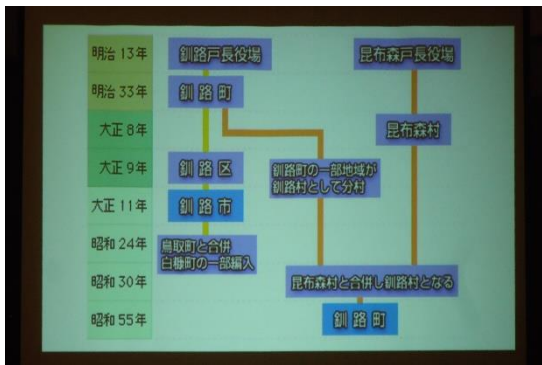 明治13年 釧路戸長役場 昆布森戸長役場
明治33年 釧路町
大正8年 昆布森村
大正9年 釧路区 釧路町の一部地域が
釧路村として分村
大正11年 釧路市
昭和24年 鳥取町と合併
白糠町の一部編入
昭和30年 昆布森村と合併し釧路村となる
昭和55年 釧路町